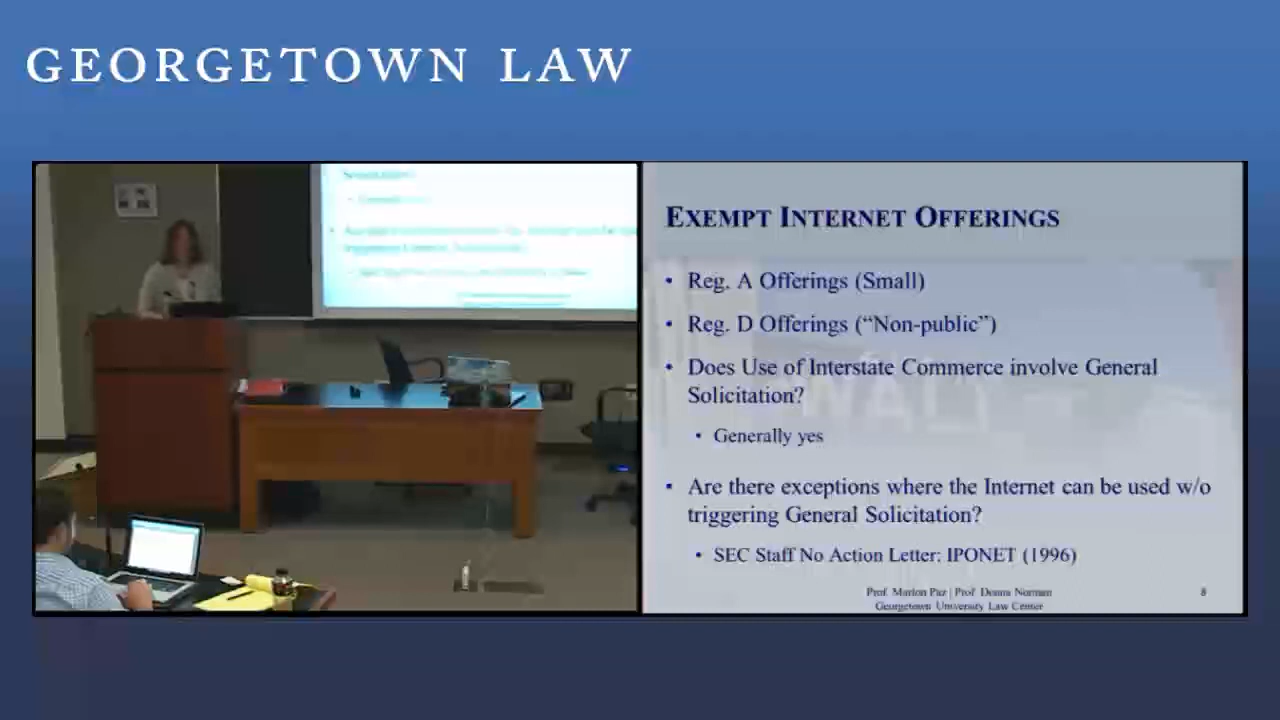 GEORGETOWN LAW
EXEMPT INTERNET OFFERINGS
• Reg. A Offerings (Small)
• Reg. D Offerings (“Non-public”)
• Does Use of Interstate Commerce involve General
Solicitation?
• Generally yes
• Are there exceptions where the Internet can be used w/o
triggering General Solicitation?
• SEC Staff No Action Letter: IPONET (1996)
Prof. Marlon Paz | Prof. Donna Norman
Georgetown University Law Center
8